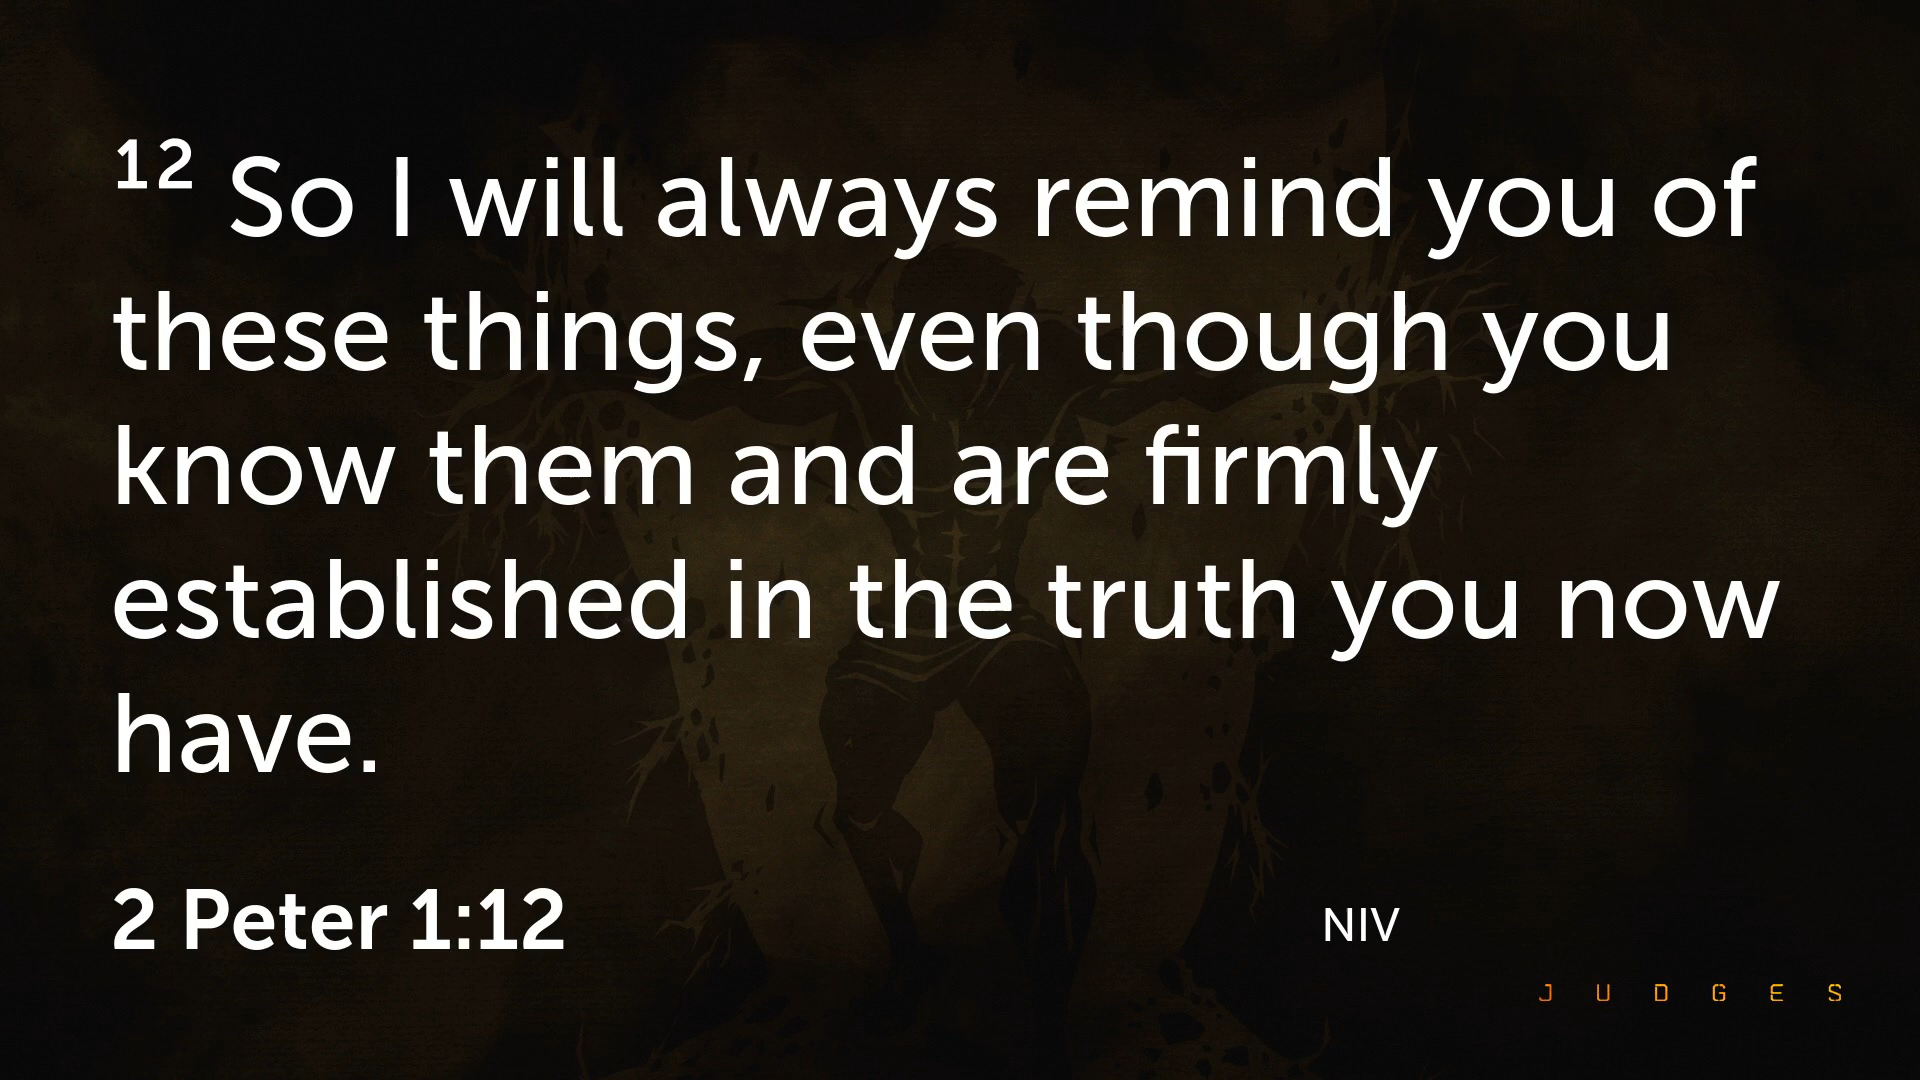 12 So I will always remind you of
these things, even though you
know them and are firmly
established in the truth you now
have.
2 Peter 1:12
NIV
JUDGES